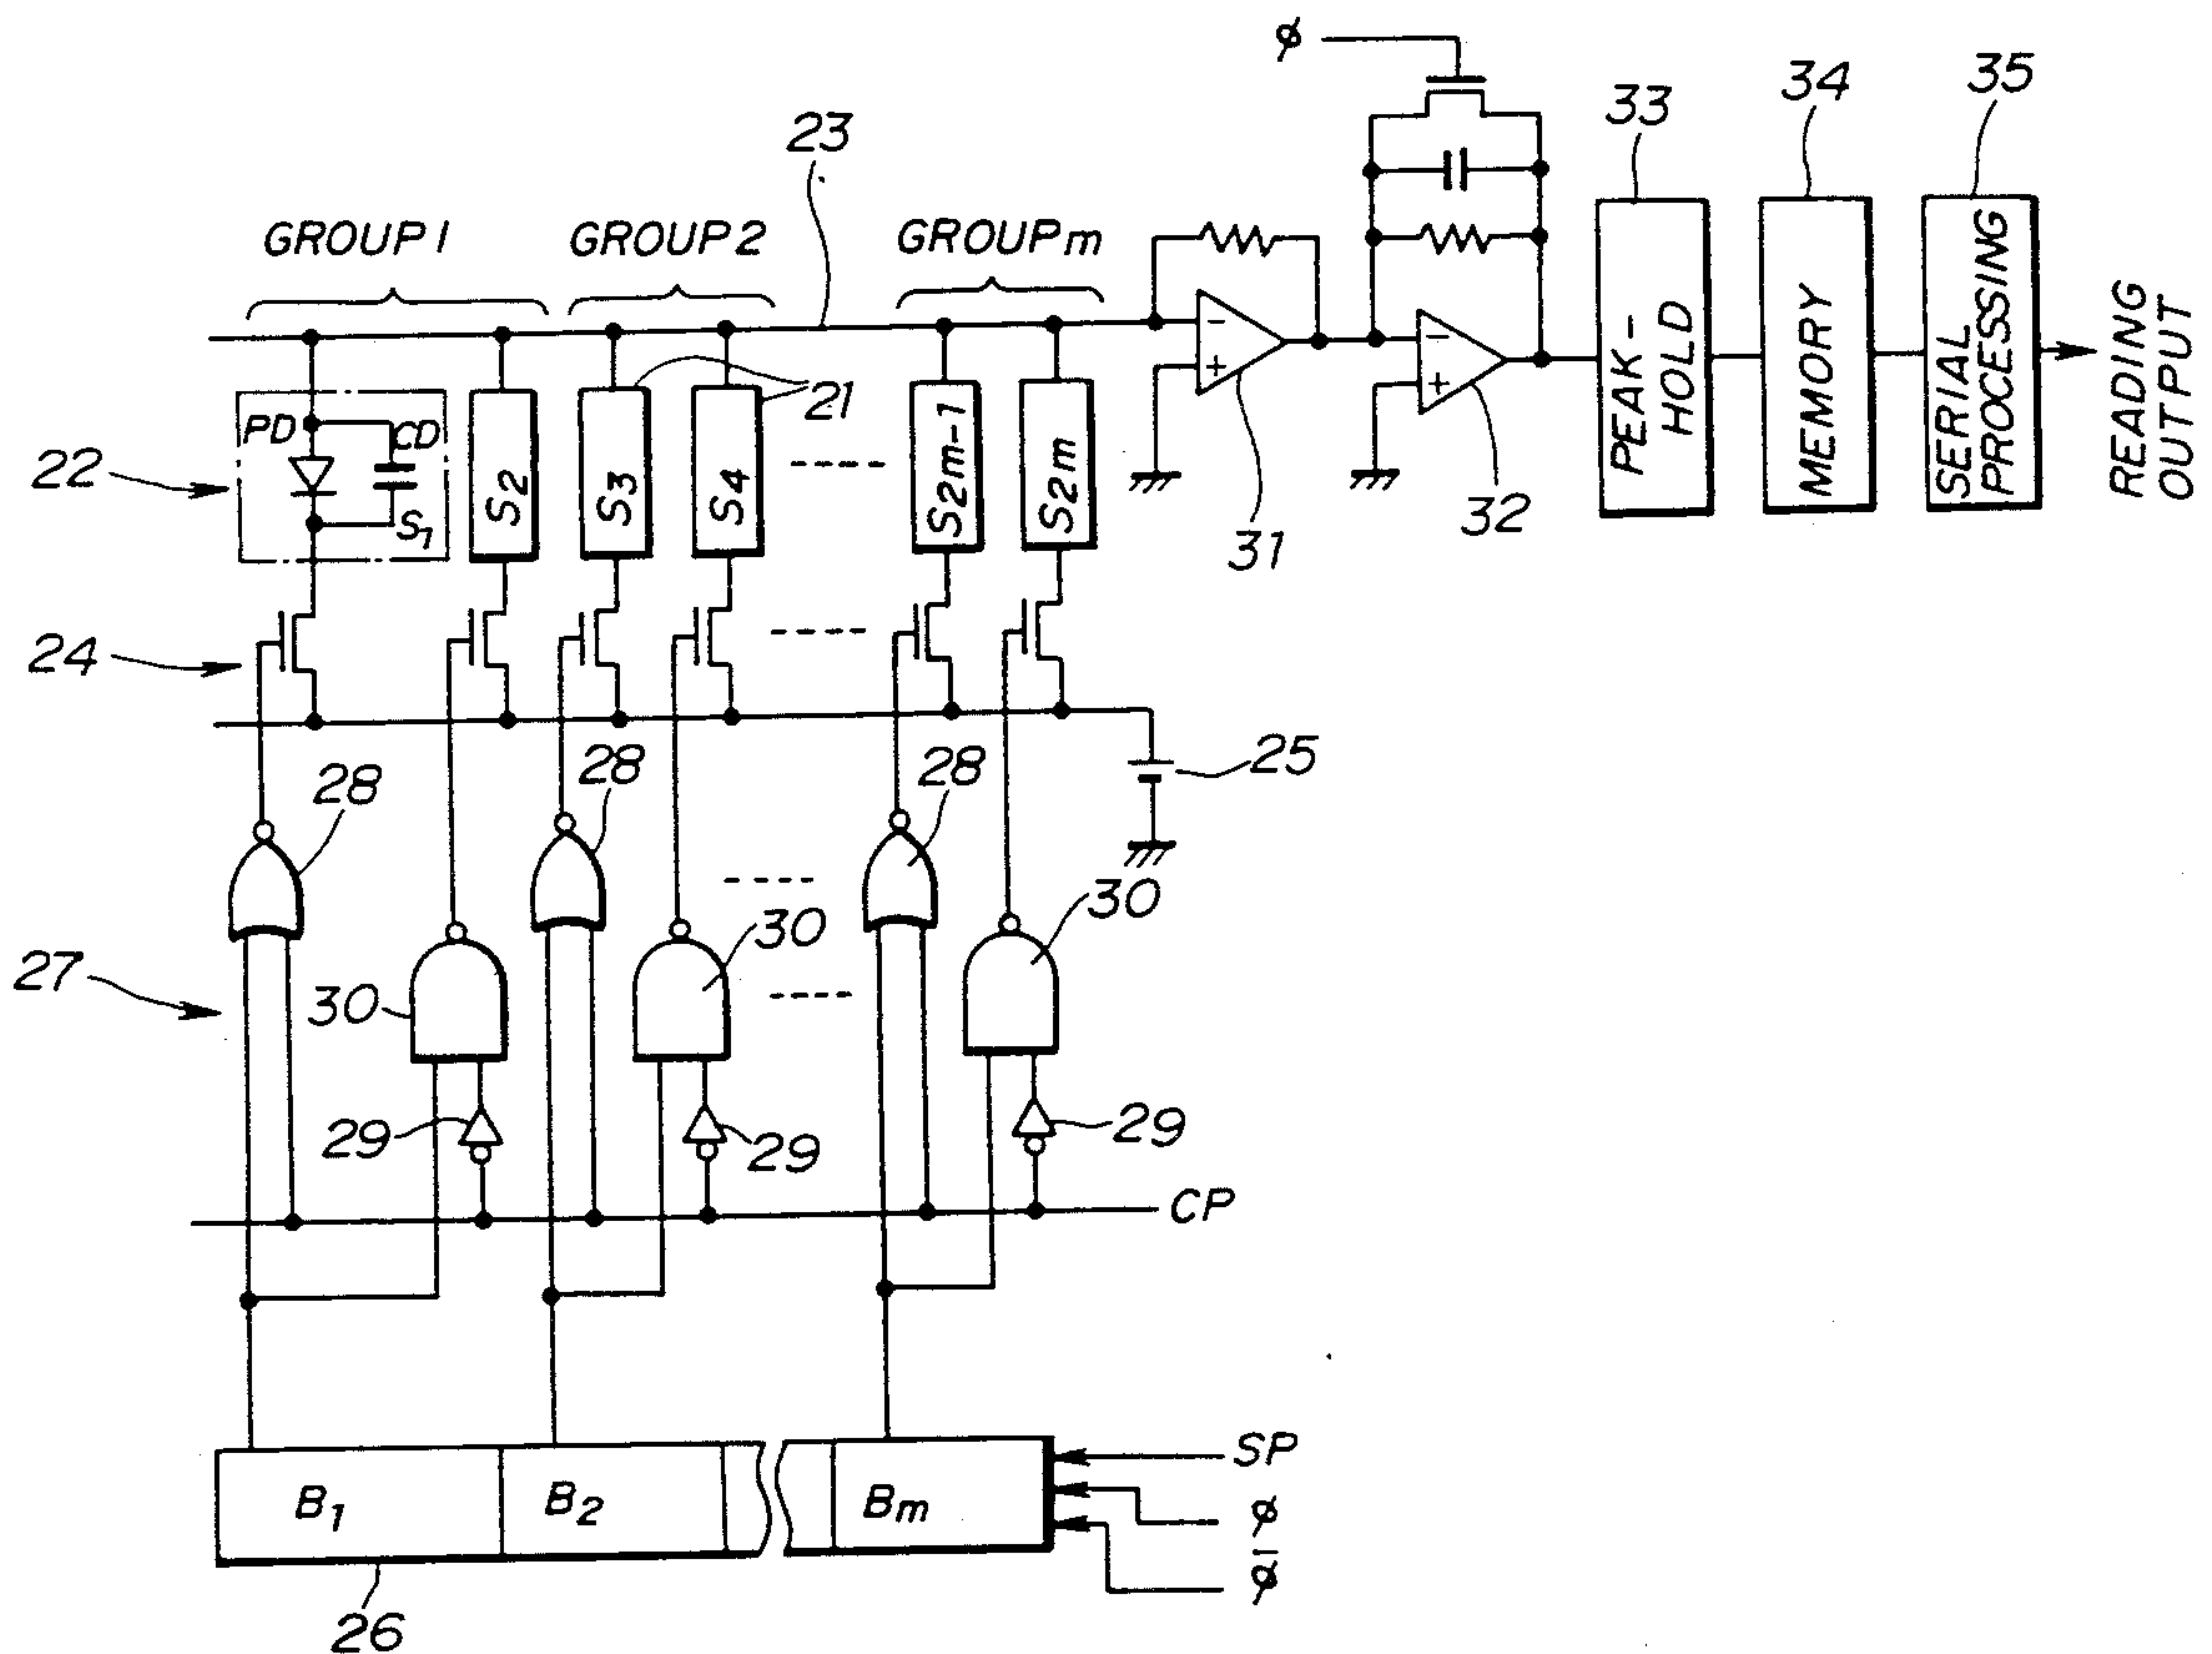 ϕ
33
34
35
23
GROUP 1
GROUP 2
GROUP m
PD
CD
S1
S2
S3
S4
S2m-1
S2m
21
22
−
+
31
−
+
32
PEAK-
HOLD
MEMORY
SERIAL
PROCESSING
READING
OUTPUT
24
25
28
28
28
27
30
30
30
29
29
29
CP
B1
B2
Bm
SP
ϕ
ϕ̅
26